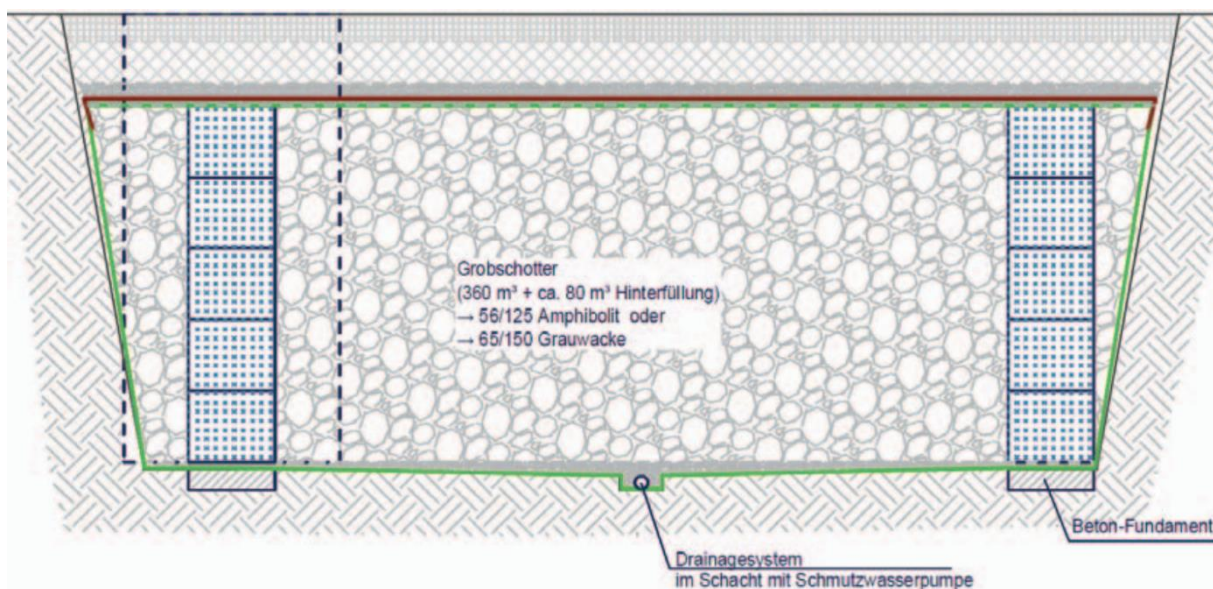 Grobschotter
(360 m³ + ca. 80 m³ Hinterfüllung)
→ 56/125 Amphibolit oder
→ 65/150 Grauwacke
Beton-Fundament
Drainagesystem
im Schacht mit Schmutzwasserpumpe